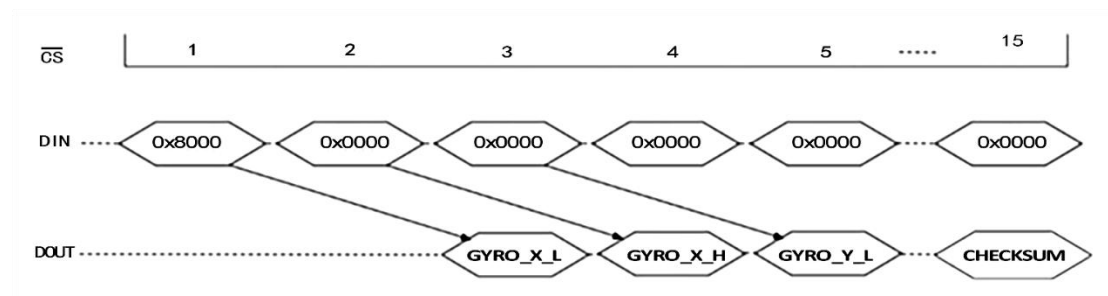 CS 1 2 3 4 5 ..... 15
DIN 0x8000 0x0000 0x0000 0x0000 0x0000 0x0000
DOUT GYRO_X_L GYRO_X_H GYRO_Y_L CHECKSUM